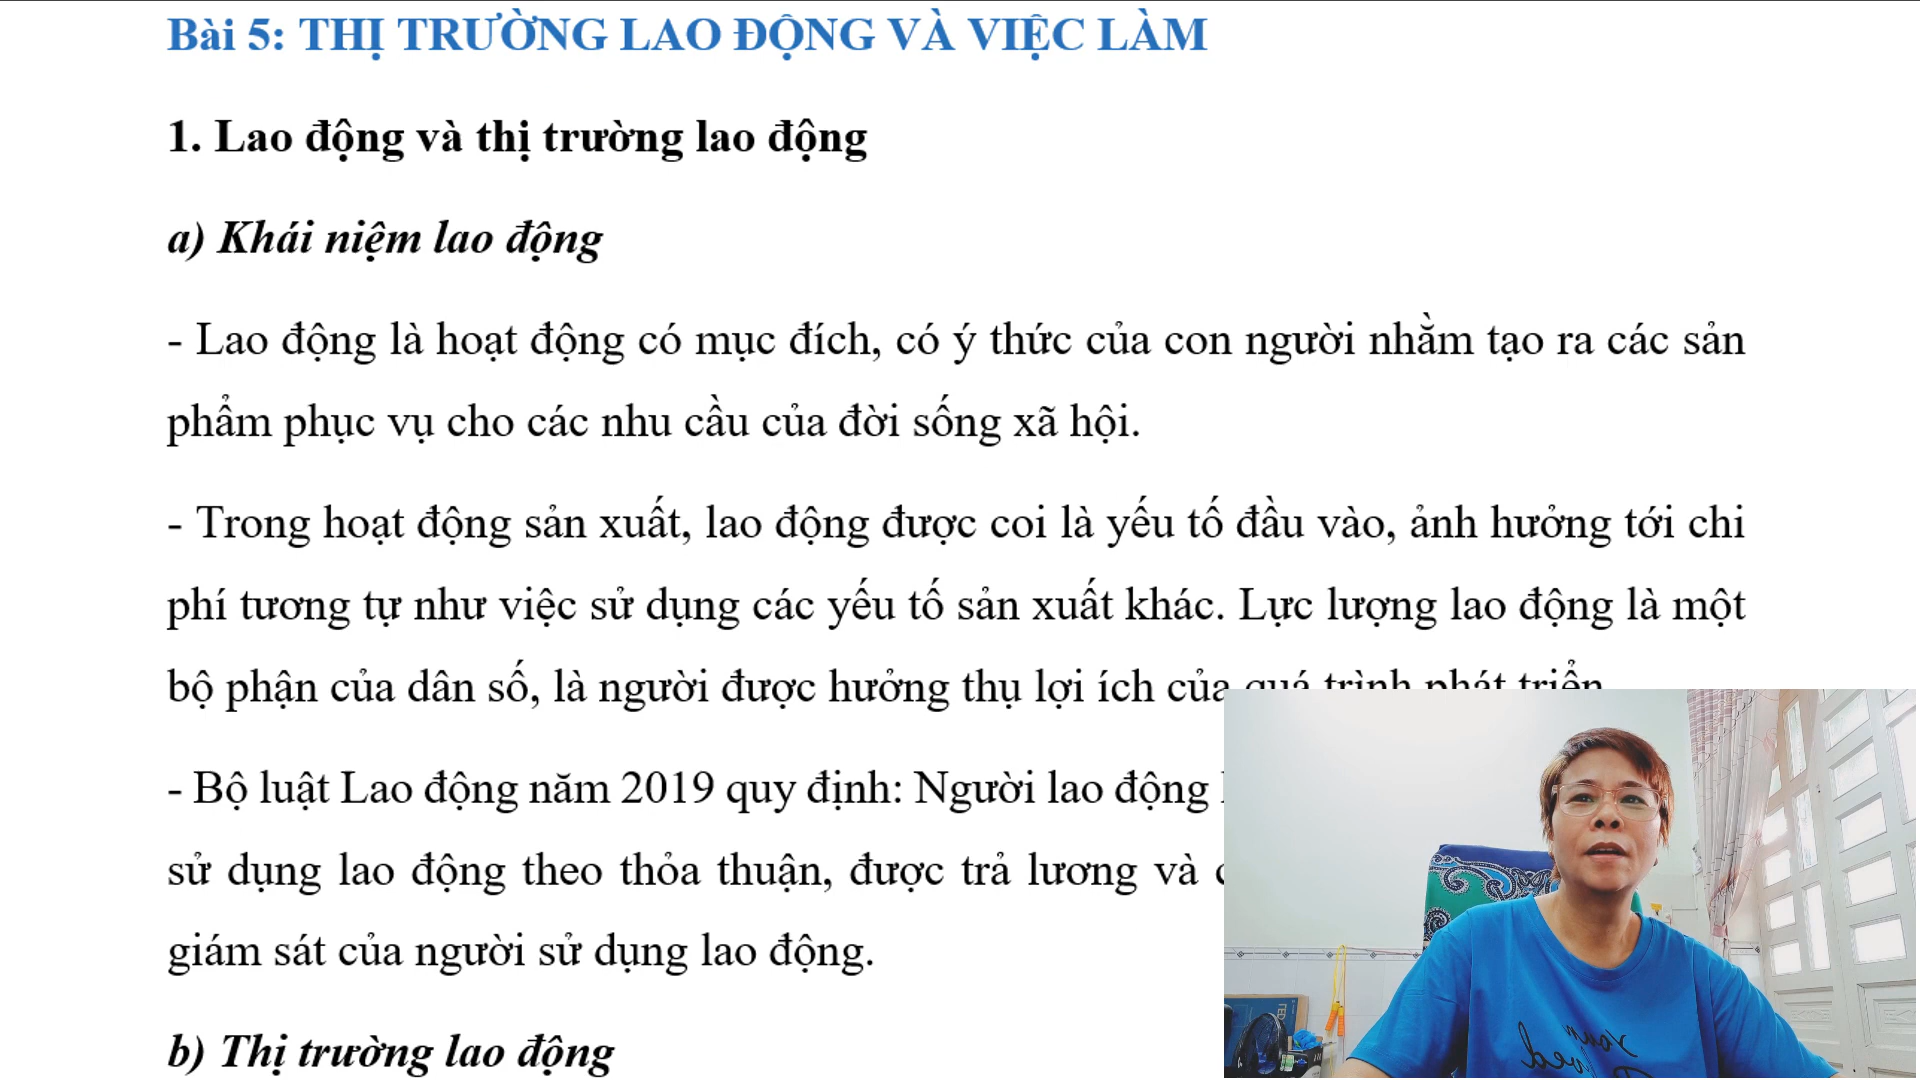 Bài 5: THỊ TRƯỜNG LAO ĐỘNG VÀ VIỆC LÀM
1. Lao động và thị trường lao động
a) Khái niệm lao động
- Lao động là hoạt động có mục đích, có ý thức của con người nhằm tạo ra các sản
phẩm phục vụ cho các nhu cầu của đời sống xã hội.
- Trong hoạt động sản xuất, lao động được coi là yếu tố đầu vào, ảnh hưởng tới chi
phí tương tự như việc sử dụng các yếu tố sản xuất khác. Lực lượng lao động là một
bộ phận của dân số, là người được hưởng thụ lợi ích của quá trình phát triển
- Bộ luật Lao động năm 2019 quy định: Người lao động
sử dụng lao động theo thỏa thuận, được trả lương và
giám sát của người sử dụng lao động.
b) Thị trường lao động